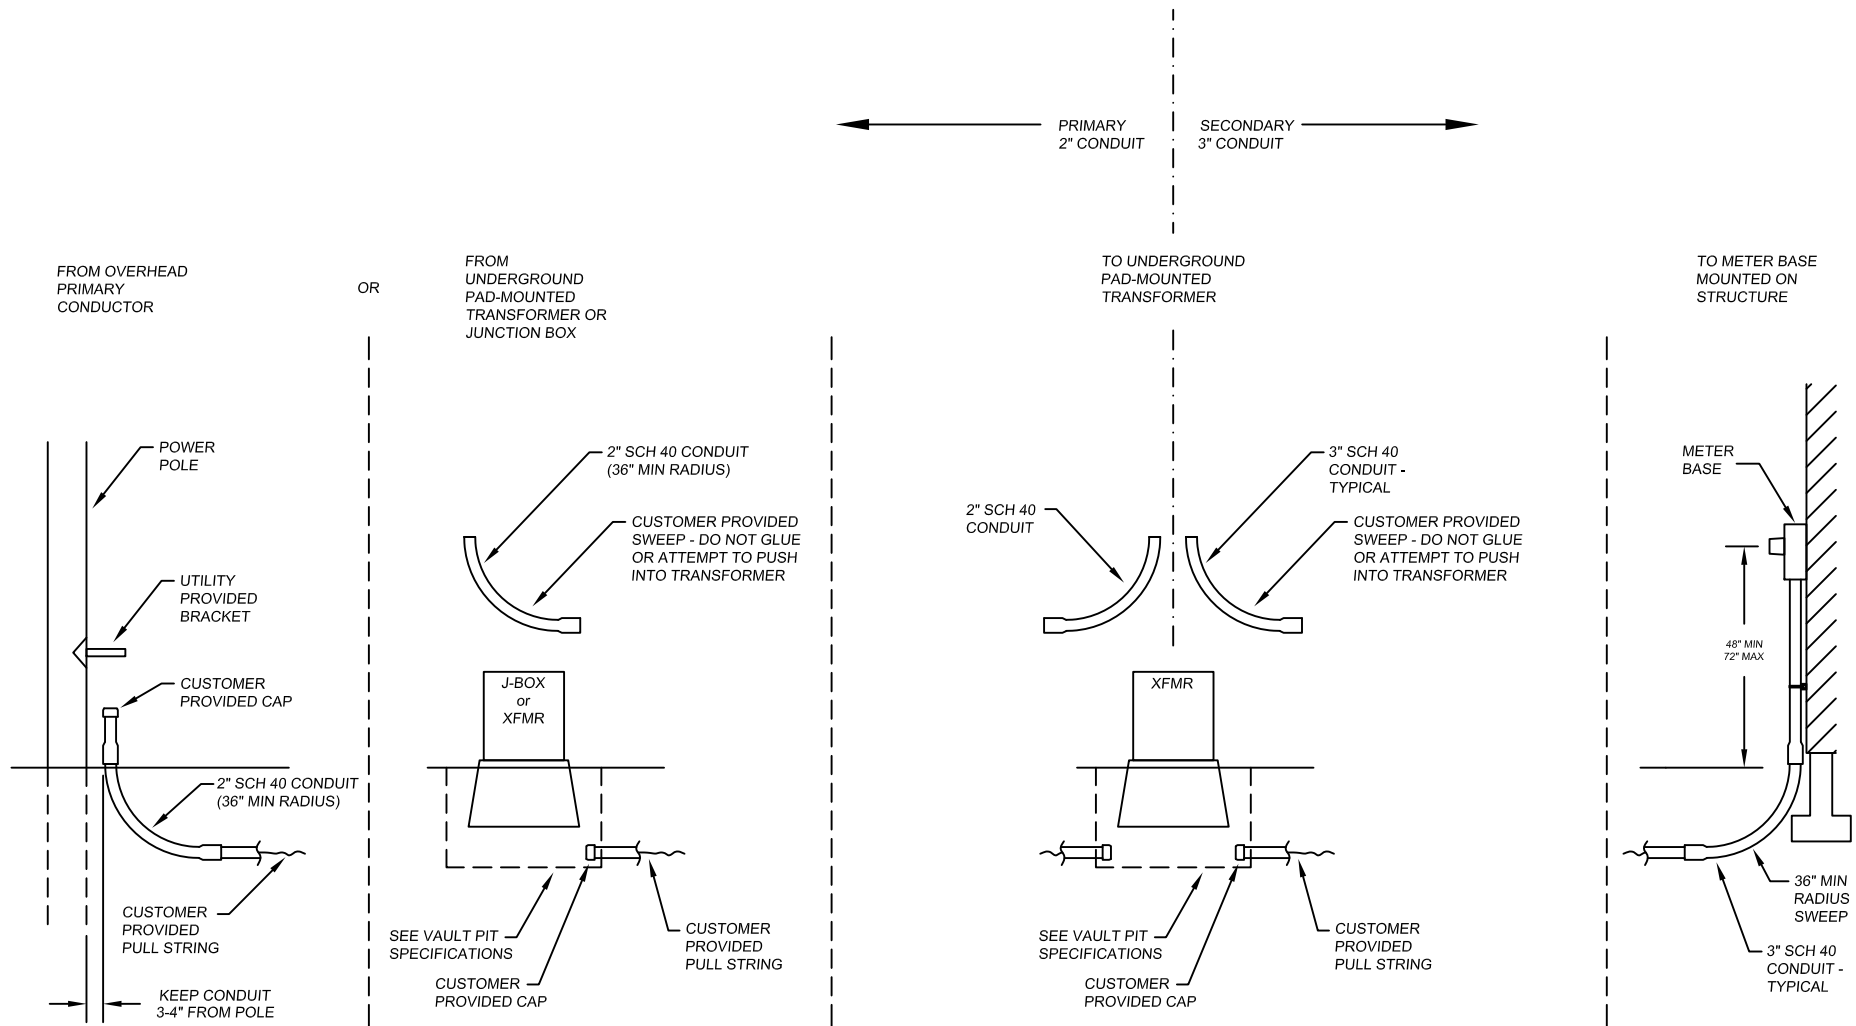 PRIMARY
2" CONDUIT
SECONDARY
3" CONDUIT
FROM OVERHEAD
PRIMARY
CONDUCTOR
OR
FROM
UNDERGROUND
PAD-MOUNTED
TRANSFORMER OR
JUNCTION BOX
TO UNDERGROUND
PAD-MOUNTED
TRANSFORMER
TO METER BASE
MOUNTED ON
STRUCTURE
POWER
POLE
UTILITY
PROVIDED
BRACKET
CUSTOMER
PROVIDED CAP
2" SCH 40 CONDUIT
(36" MIN RADIUS)
CUSTOMER
PROVIDED
PULL STRING
KEEP CONDUIT
3-4" FROM POLE
2" SCH 40 CONDUIT
(36" MIN RADIUS)
CUSTOMER PROVIDED
SWEEP - DO NOT GLUE
OR ATTEMPT TO PUSH
INTO TRANSFORMER
J-BOX
or
XFMR
SEE VAULT PIT
SPECIFICATIONS
CUSTOMER
PROVIDED CAP
CUSTOMER
PROVIDED
PULL STRING
2" SCH 40
CONDUIT
3" SCH 40
CONDUIT -
TYPICAL
CUSTOMER PROVIDED
SWEEP - DO NOT GLUE
OR ATTEMPT TO PUSH
INTO TRANSFORMER
XFMR
SEE VAULT PIT
SPECIFICATIONS
CUSTOMER
PROVIDED CAP
CUSTOMER
PROVIDED
PULL STRING
METER
BASE
48" MIN
72" MAX
36" MIN
RADIUS
SWEEP
3" SCH 40
CONDUIT -
TYPICAL